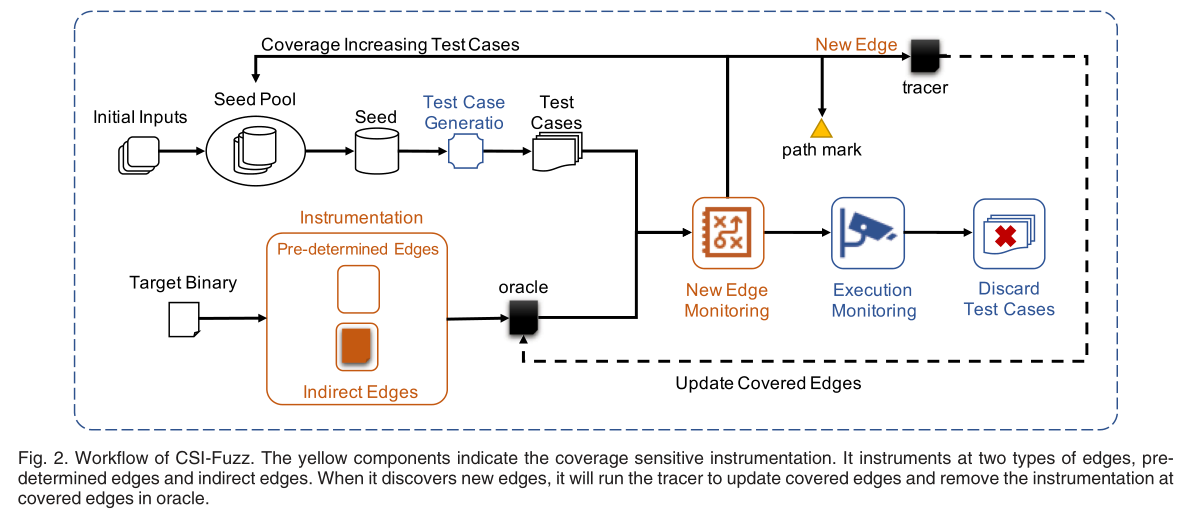 Coverage Increasing Test Cases
New Edge
tracer
Seed Pool
Initial Inputs
Seed
Test Case
Generatio
Test
Cases
path mark
Instrumentation
Pre-determined Edges
Target Binary
oracle
Indirect Edges
New Edge
Monitoring
Execution
Monitoring
Discard
Test Cases
Update Covered Edges
Fig. 2. Workflow of CSI-Fuzz. The yellow components indicate the coverage sensitive instrumentation. It instruments at two types of edges, pre-
determined edges and indirect edges. When it discovers new edges, it will run the tracer to update covered edges and remove the instrumentation at
covered edges in oracle.